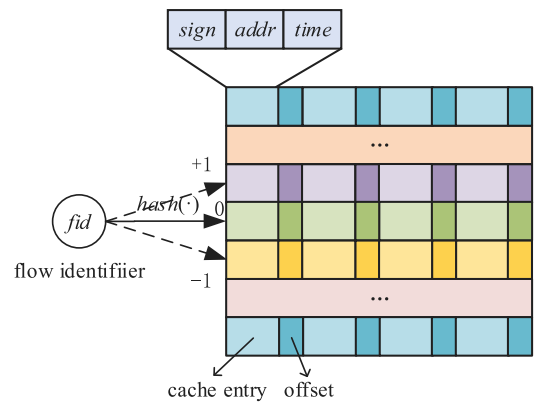 sign addr time
...
+1
hash(·) 0
fid
flow identifiier
−1
...
cache entry offset